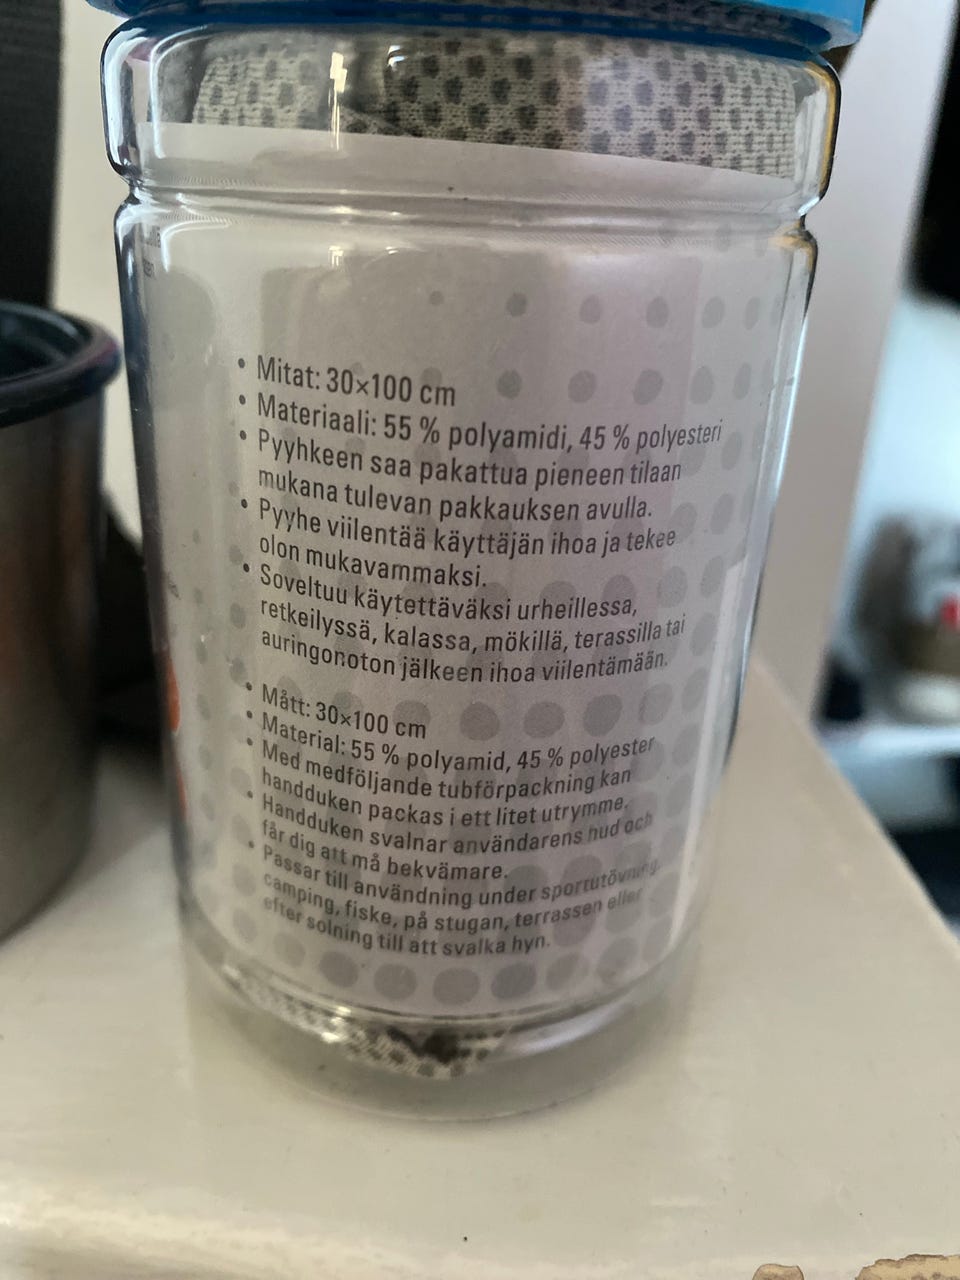 • Mitat: 30×100 cm
• Materiaali: 55 % polyamidi, 45 % polyesteri
• Pyyhkeen saa pakattua pieneen tilaan
mukana tulevan pakkauksen avulla.
• Pyyhe viilentää käyttäjän ihoa ja tekee
olon mukavammaksi.
• Soveltuu käytettäväksi urheillessa,
retkeilyssä, kalassa, mökillä, terassilla tai
auringonoton jälkeen ihoa viilentämään.
• Mått: 30×100 cm
• Material: 55 % polyamid, 45 % polyester
• Med medföljande tubförpackning kan
handduken packas i ett litet utrymme.
• Handduken svalnar användarens hud och
får dig att må bekvämare.
• Passar till användning under sportutövning,
camping, fiske, på stugan, terrassen eller
efter solning till att svalka hyn.